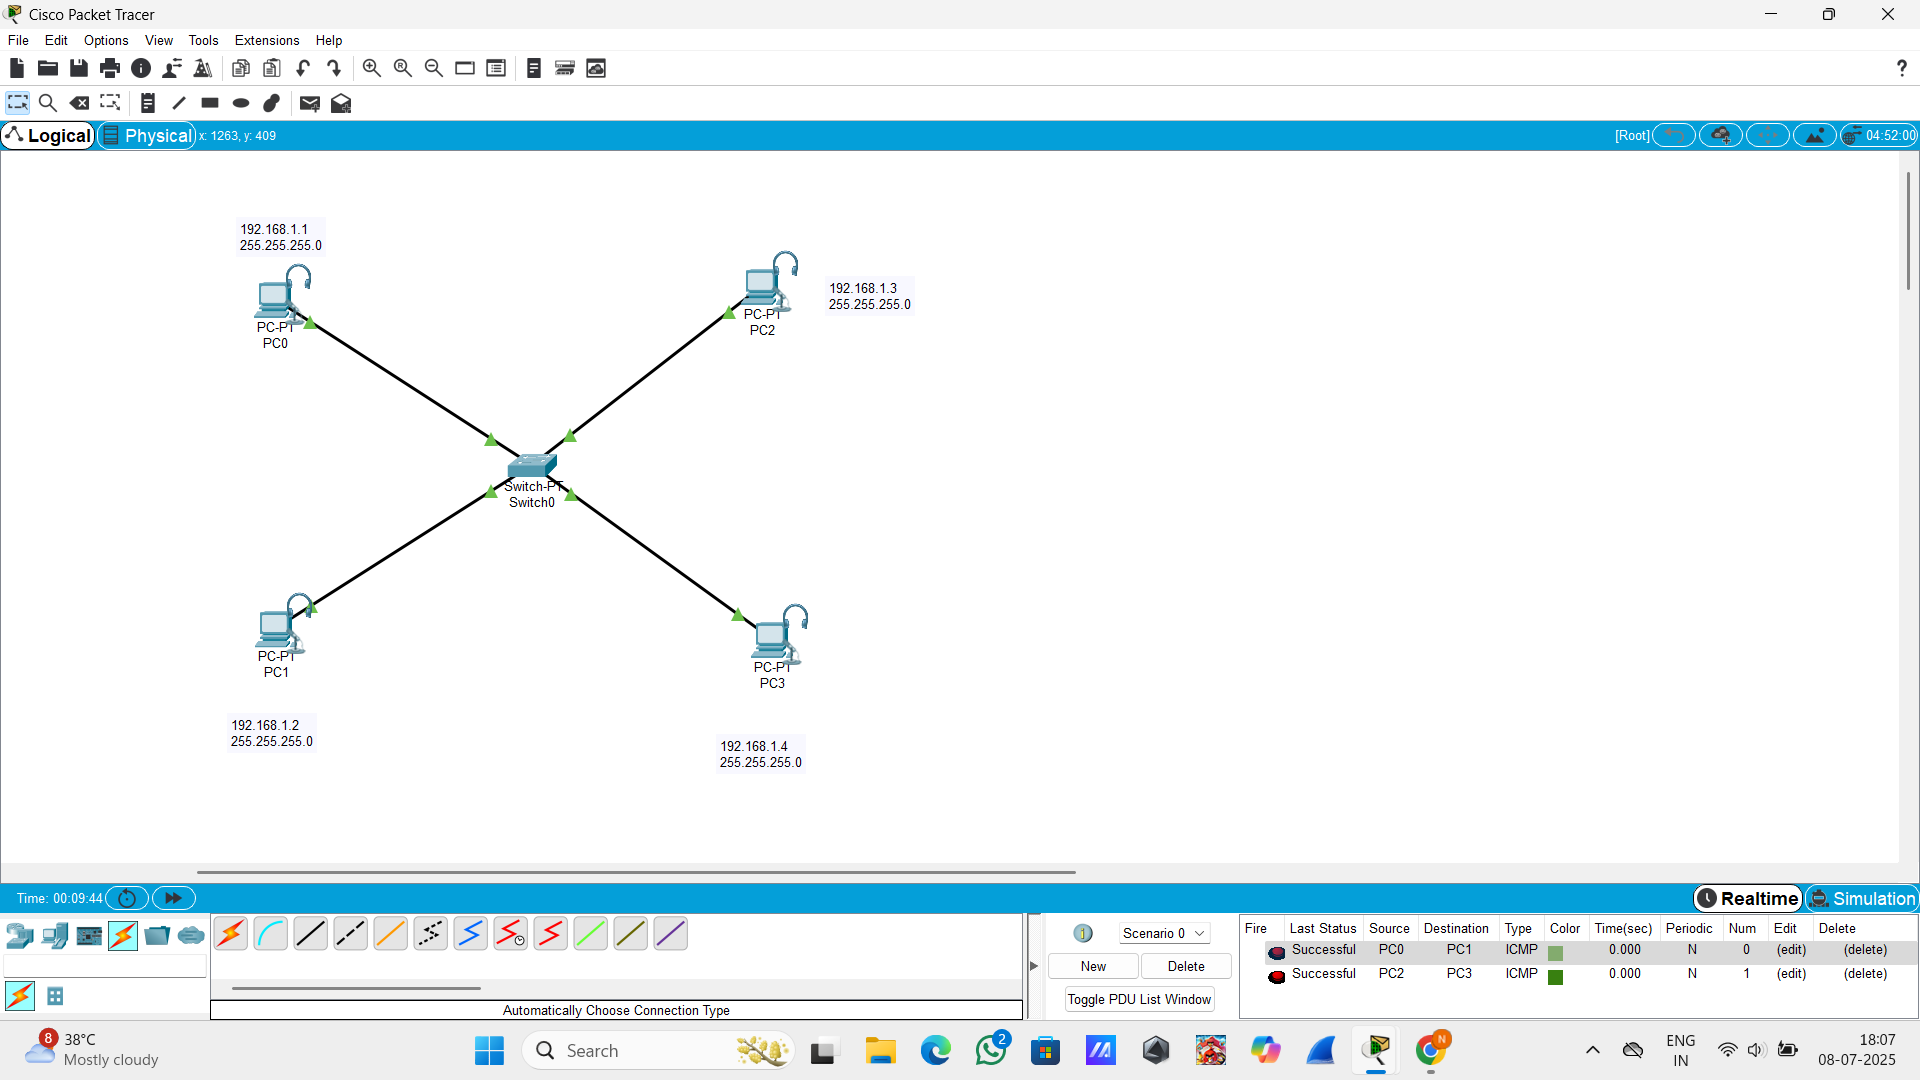 Cisco Packet Tracer
File Edit Options View Tools Extensions Help
?
Logical Physical x: 1263, y: 409 [Root] 04:52:00
192.168.1.1
255.255.255.0
PC-PT
PC0
PC-PT
PC2
192.168.1.3
255.255.255.0
Switch-PT
Switch0
PC-PT
PC1
PC-PT
PC3
192.168.1.2
255.255.255.0
192.168.1.4
255.255.255.0
Time: 00:09:44 Realtime Simulation
Scenario 0
New Delete
Toggle PDU List Window
Automatically Choose Connection Type
Fire Last Status Source Destination Type Color Time(sec) Periodic Num Edit Delete
Successful PC0 PC1 ICMP 0.000 N 0 (edit) (delete)
Successful PC2 PC3 ICMP 0.000 N 1 (edit) (delete)
8 38°C
Mostly cloudy
Search
2
N
ENG
IN
18:07
08-07-2025